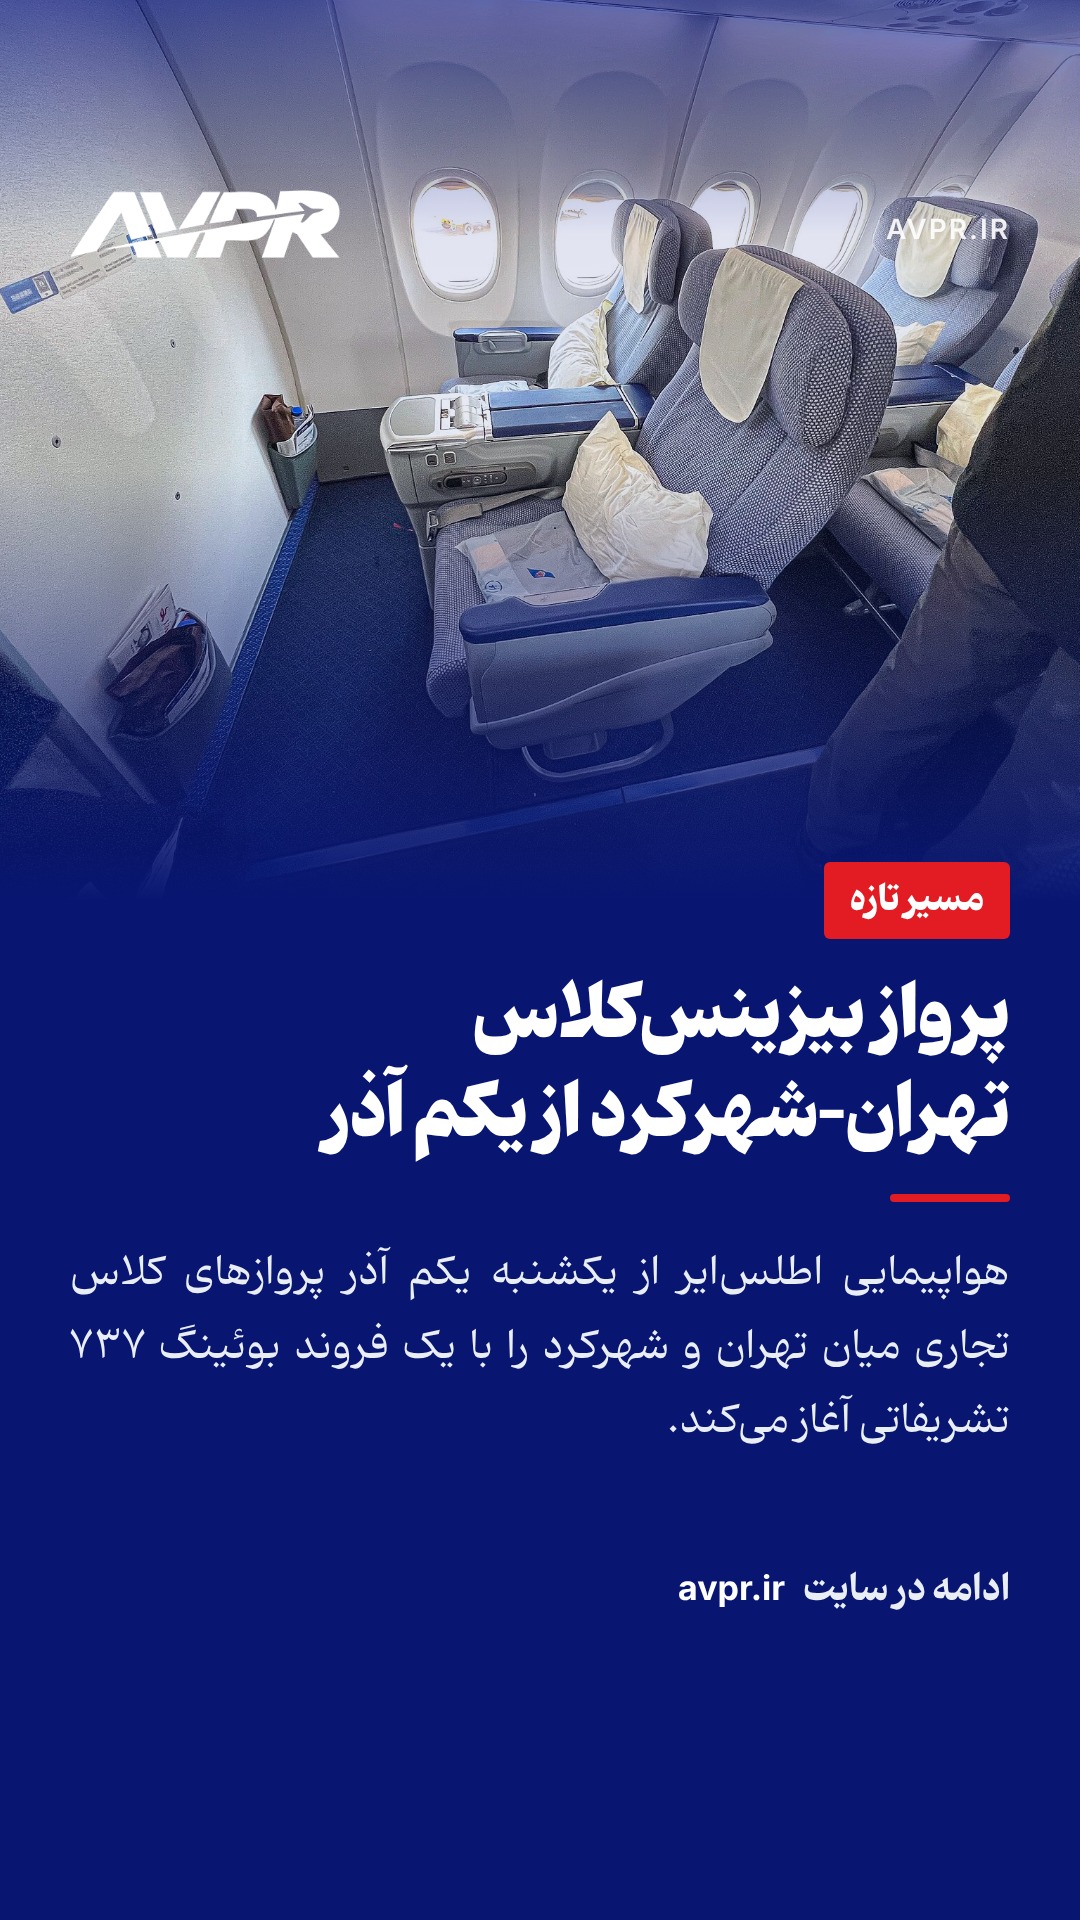 AVPR
AVPR.IR
مسیر تازه
پرواز بیزینس‌کلاس
تهران-شهرکرد از یکم آذر
هواپیمایی اطلس‌ایر از یکشنبه یکم آذر پروازهای کلاس
تجاری میان تهران و شهرکرد را با یک فروند بوئینگ ۷۳۷
تشریفاتی آغاز می‌کند.
ادامه در سایت avpr.ir